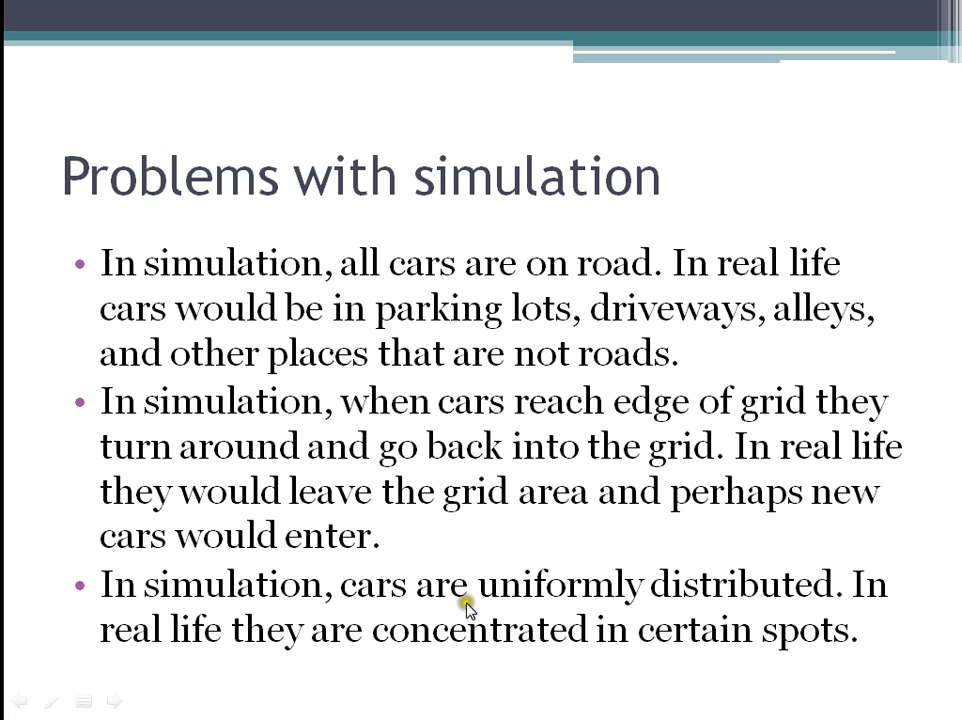 Problems with simulation
• In simulation, all cars are on road. In real life
cars would be in parking lots, driveways, alleys,
and other places that are not roads.
• In simulation, when cars reach edge of grid they
turn around and go back into the grid. In real life
they would leave the grid area and perhaps new
cars would enter.
• In simulation, cars are uniformly distributed. In
real life they are concentrated in certain spots.